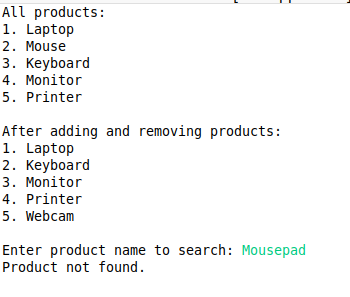 All products:
1. Laptop
2. Mouse
3. Keyboard
4. Monitor
5. Printer
After adding and removing products:
1. Laptop
2. Keyboard
3. Monitor
4. Printer
5. Webcam
Enter product name to search: Mousepad
Product not found.